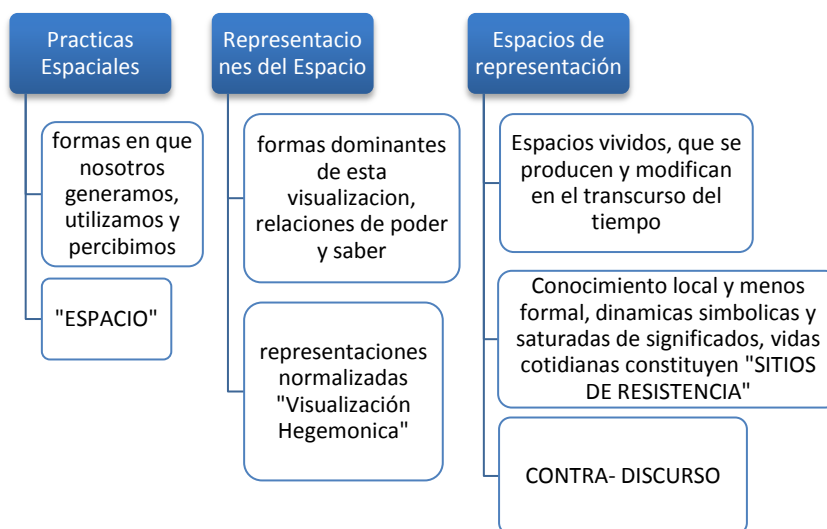 Practicas
Espaciales
formas en que
nosotros
generamos,
utilizamos y
percibimos
"ESPACIO"
Representacio
nes del Espacio
formas dominantes
de esta
visualizacion,
relaciones de poder
y saber
representaciones
normalizadas
"Visualización
Hegemonica"
Espacios de
representación
Espacios vividos, que se
producen y modifican
en el transcurso del
tiempo
Conocimiento local y menos
formal, dinamicas simbolicas y
saturadas de significados, vidas
cotidianas constituyen "SITIOS
DE RESISTENCIA"
CONTRA- DISCURSO